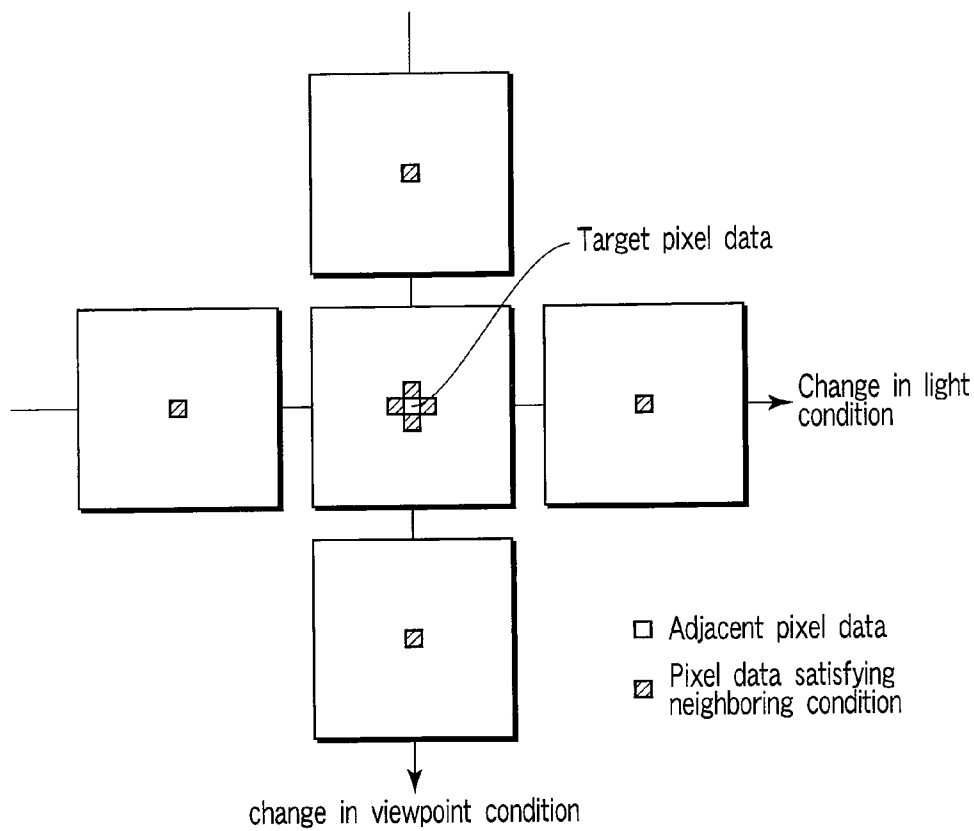 Target pixel data
Change in light
condition
Adjacent pixel data
Pixel data satisfying
neighboring condition
change in viewpoint condition